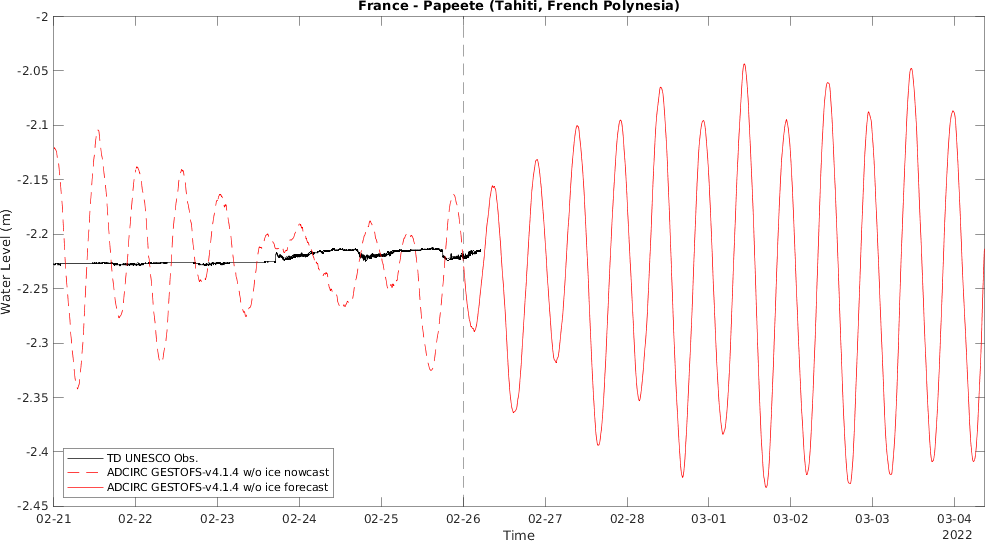 France - Papeete (Tahiti, French Polynesia)
Water Level (m)
-2
-2.05
-2.1
-2.15
-2.2
-2.25
-2.3
-2.35
-2.4
-2.45
TD UNESCO Obs.
ADCIRC GESTOFS-v4.1.4 w/o ice nowcast
ADCIRC GESTOFS-v4.1.4 w/o ice forecast
02-21 02-22 02-23 02-24 02-25 02-26 02-27 02-28 03-01 03-02 03-03 03-04
Time
2022